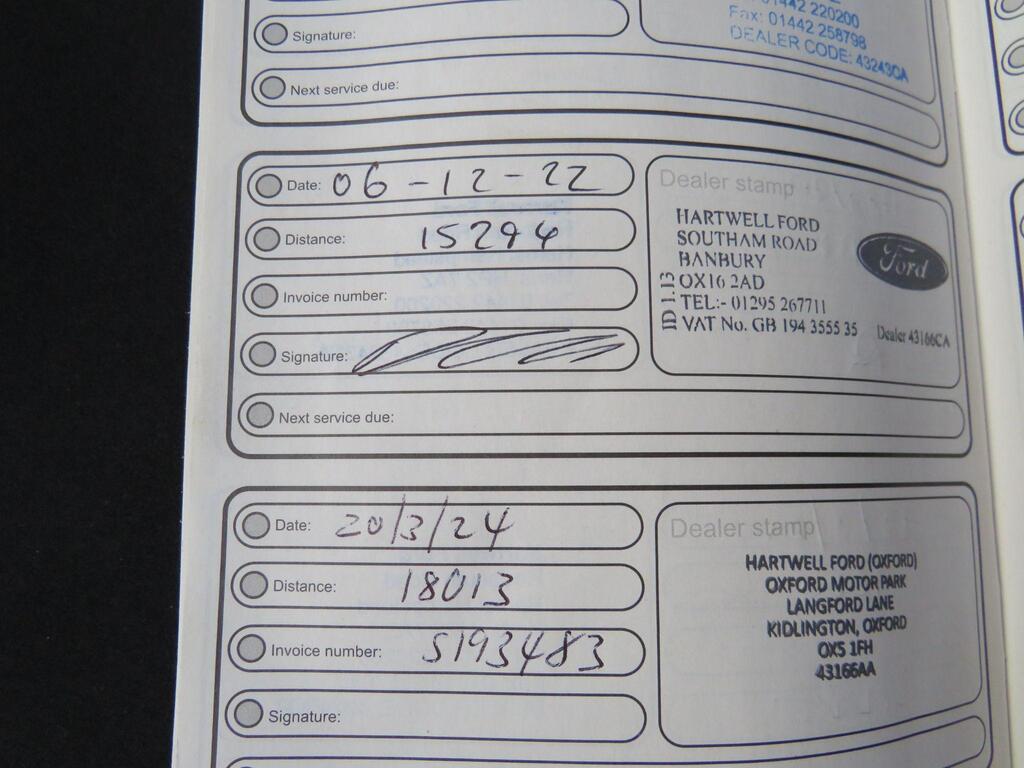 Signature:
01442 220200
Fax: 01442 258798
DEALER CODE: 43243CA
Next service due:
Date: 06-12-22
Distance: 15294
Invoice number:
Signature:
Next service due:
Dealer stamp
HARTWELL FORD
SOUTHAM ROAD
BANBURY
OX16 2AD
TEL:- 01295 267711
VAT No. GB 194 3555 35
ID 1.13
Ford
Dealer 43166CA
Date: 20/3/24
Distance: 18013
Invoice number: S193483
Signature:
Dealer stamp
HARTWELL FORD (OXFORD)
OXFORD MOTOR PARK
LANGFORD LANE
KIDLINGTON, OXFORD
OX5 1FH
43166AA